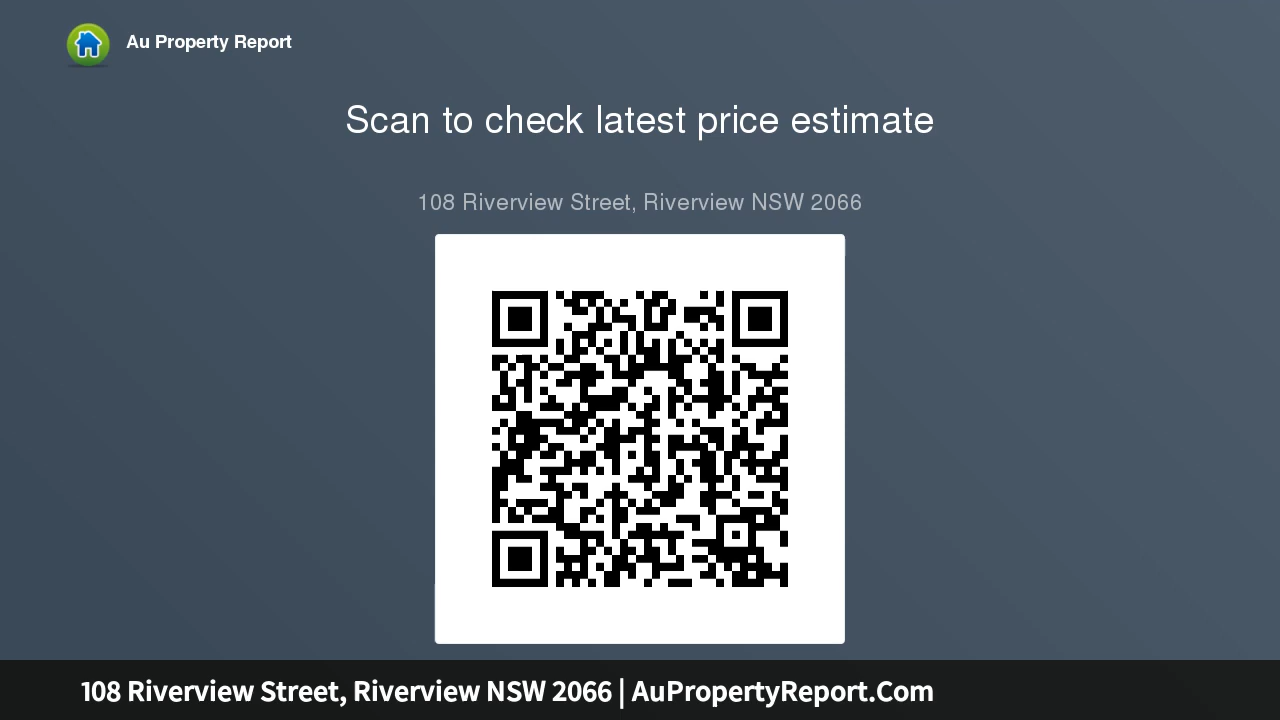 Au Property Report
Scan to check latest price estimate
108 Riverview Street, Riverview NSW 2066
108 Riverview Street, Riverview NSW 2066 | AuPropertyReport.Com